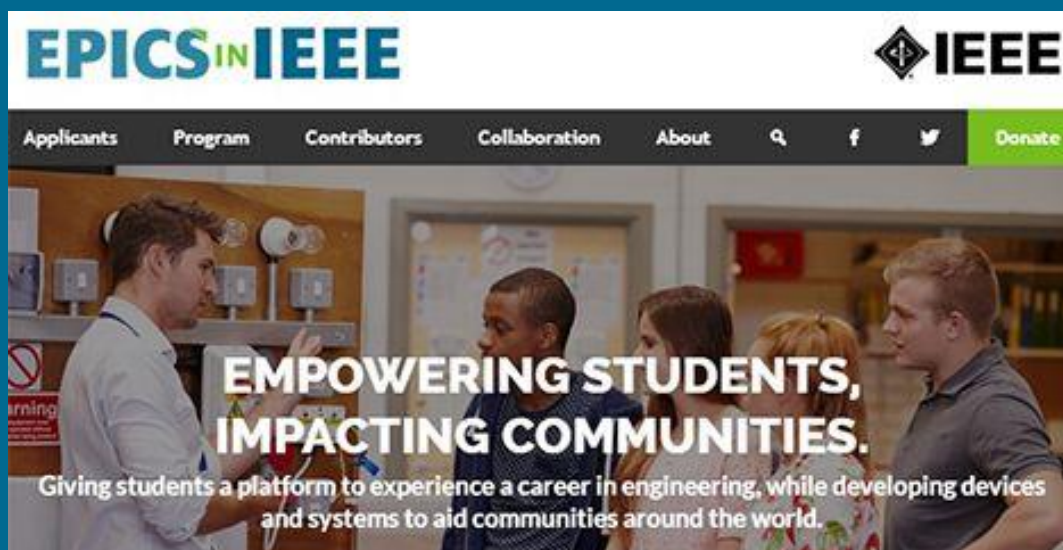 EPICS IN IEEE
IEEE
Applicants Program Contributors Collaboration About Donate
EMPOWERING STUDENTS,
IMPACTING COMMUNITIES.
Giving students a platform to experience a career in engineering, while developing devices
and systems to aid communities around the world.